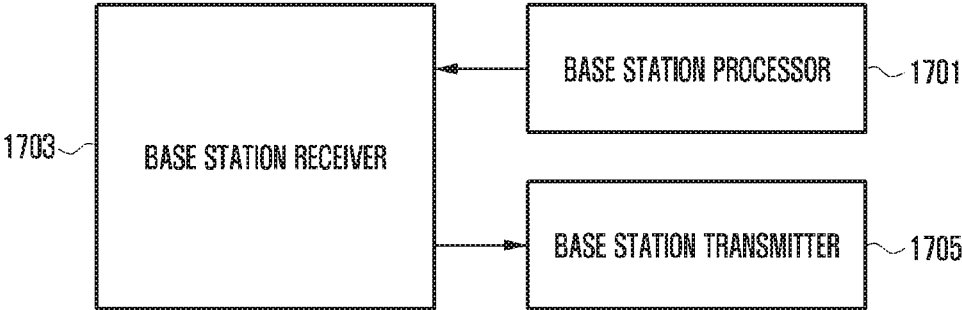 BASE STATION PROCESSOR
1701
1703
BASE STATION RECEIVER
BASE STATION TRANSMITTER
1705